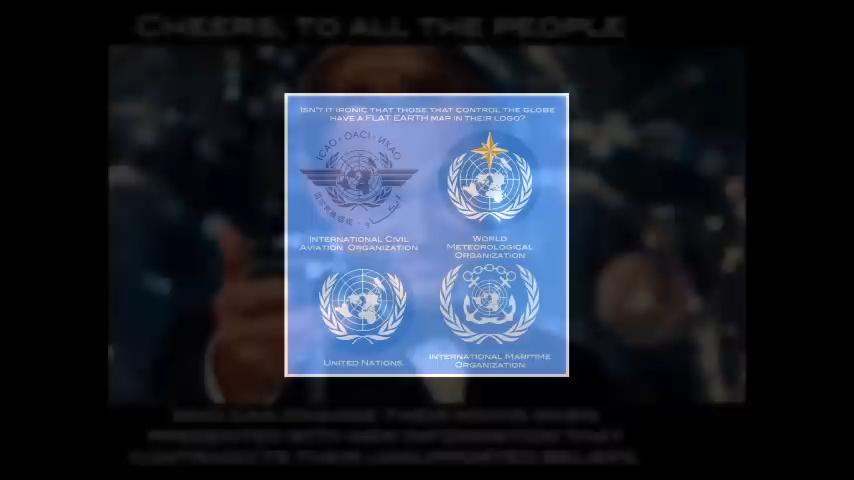 CHEERS, TO ALL THE PEOPLE
ISN'T IT IRONIC THAT THOSE THAT CONTROL THE GLOBE
HAVE A FLAT EARTH MAP IN THEIR LOGO?
ICAO · OACI · ИКАО
INTERNATIONAL CIVIL
AVIATION ORGANIZATION
WORLD
METEOROLOGICAL
ORGANIZATION
UNITED NATIONS
INTERNATIONAL MARITIME
ORGANIZATION
WHO CAN CHANGE THEIR MINDS WHEN
PRESENTED WITH NEW INFORMATION THAT
CONTRADICTS THEIR UNSUPPORTED BELIEFS.